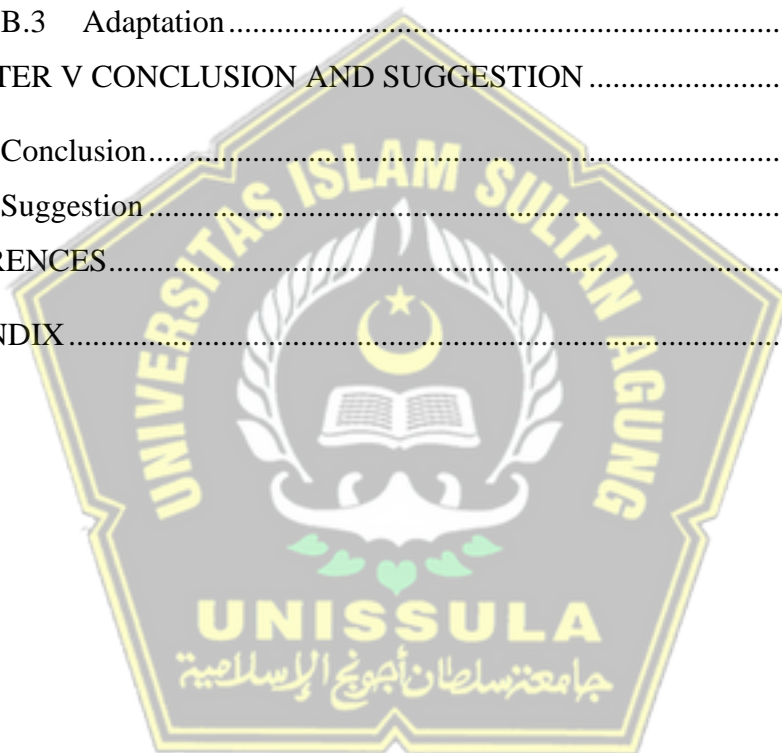 B.3 Adaptation........................................................................
TER V CONCLUSION AND SUGGESTION........................
Conclusion................................................................................
Suggestion................................................................................
RENCES....................................................................................
NDIX.........................................................................................
UNIVERSITAS ISLAM SULTAN AGUNG
UNISSULA
جامعة سلطان أجونج الإسلامية